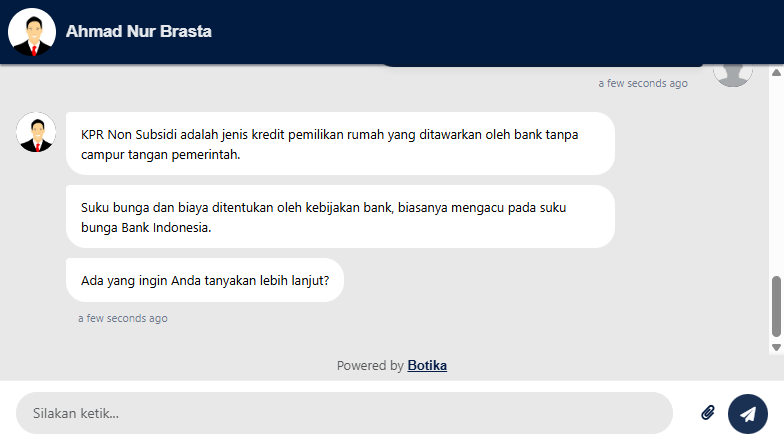 Ahmad Nur Brasta
a few seconds ago
KPR Non Subsidi adalah jenis kredit pemilikan rumah yang ditawarkan oleh bank tanpa
campur tangan pemerintah.
Suku bunga dan biaya ditentukan oleh kebijakan bank, biasanya mengacu pada suku
bunga Bank Indonesia.
Ada yang ingin Anda tanyakan lebih lanjut?
a few seconds ago
Powered by Botika
Silakan ketik...